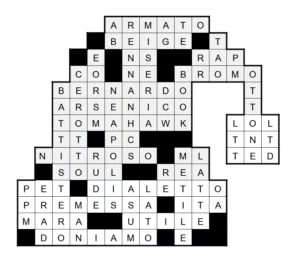 ARMATO
BEIGE T
E NS RAP
CO NE BROMO
BERNARDO T
ARSENICO T
TOMAHAWK LOL
TT PC TNT
NITROSO ML TED
SOUL REA
PET DIALETTO
PREMESSA ITA
MARA UTILE
DONIAMO E